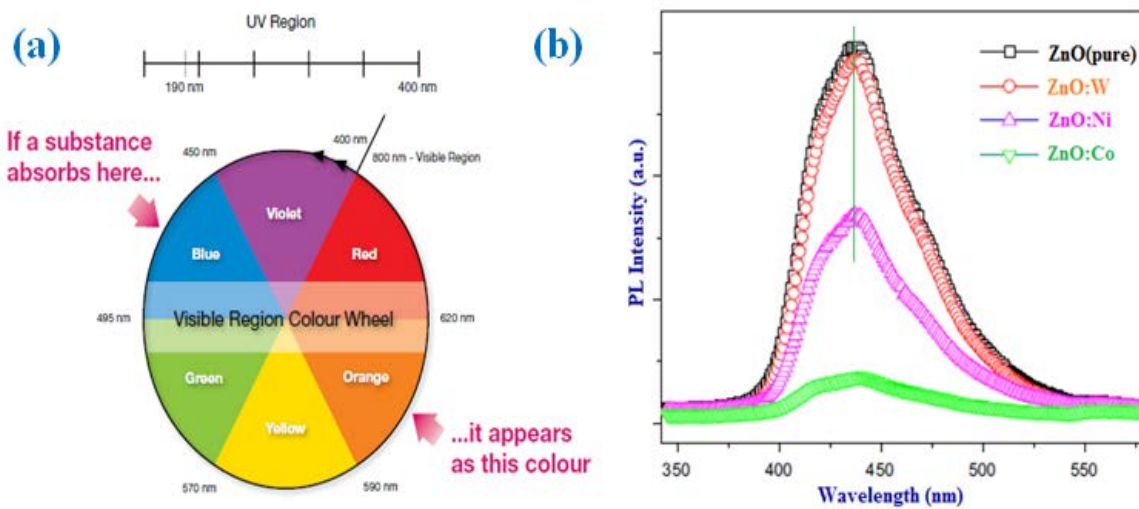 (a)
UV Region
190 nm
400 nm
If a substance
absorbs here...
450 nm
400 nm
800 nm - Visible Region
Violet
Blue
Red
495 nm
Visible Region Colour Wheel
620 nm
Green
Orange
Yellow
...it appears
as this colour
570 nm
590 nm
(b)
PL Intensity (a.u.)
ZnO(pure)
ZnO:W
ZnO:Ni
ZnO:Co
350
400
450
500
550
Wavelength (nm)